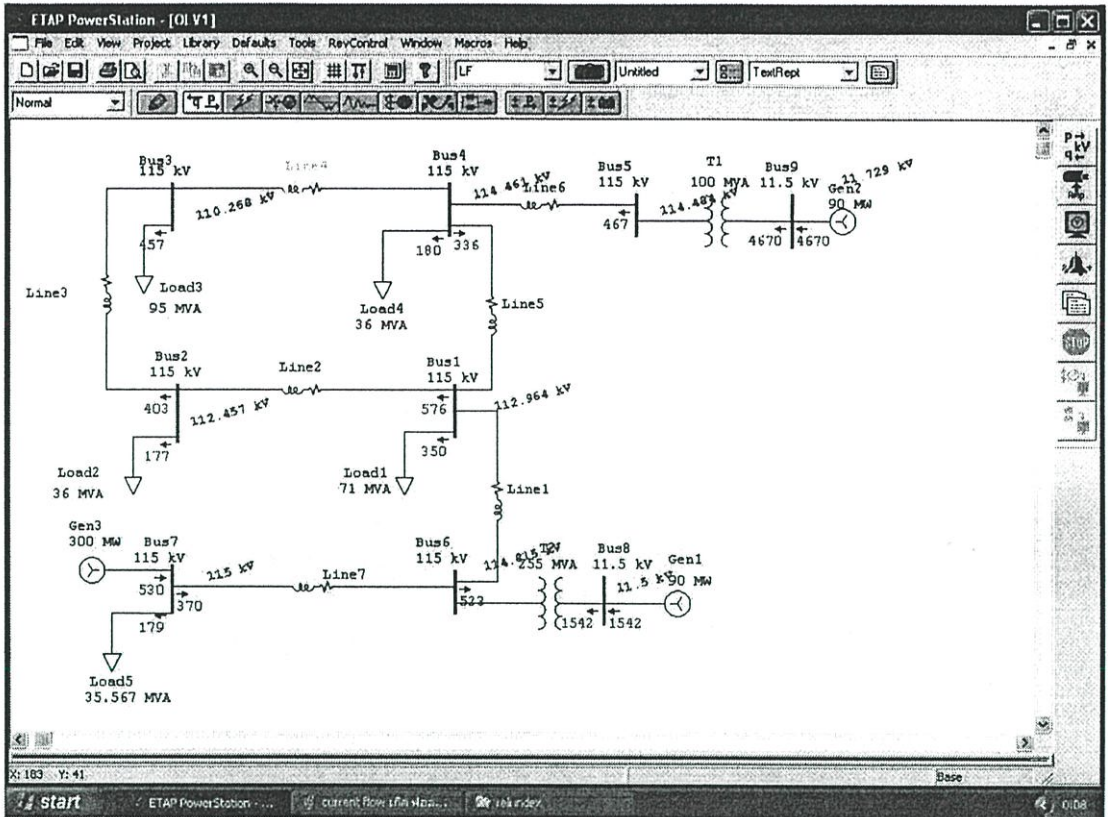 ETAP PowerStation - [OLV1]
File Edit View Project Library Defaults Tools RevControl Window Macros Help
LF Untitled TextRept
Normal
Bus3
115 kV
Line4
Bus4
115 kV
Bus5
115 kV
T1
100 MVA
Bus9
11.5 kV
11.729 kV
Gen2
90 MW
110.268 kV
114.461 kV
Line6
114.484 kV
457
180
336
467
4670
4670
Line3
Load3
95 MVA
Load4
36 MVA
Line5
Bus2
115 kV
Line2
Bus1
115 kV
403
112.457 kV
576
112.964 kV
177
350
Load2
36 MVA
Load1
71 MVA
Line1
Gen3
300 MW
Bus7
115 kV
Bus6
115 kV
T2
255 MVA
Bus8
11.5 kV
Gen1
90 MW
115 kV
Line7
11.5 kV
530
370
523
1542
1542
179
Load5
35.567 MVA
P
kV
q
Amp
STOP
X: 183 Y: 41
Base
start
ETAP PowerStation - ...
current flow
0:08